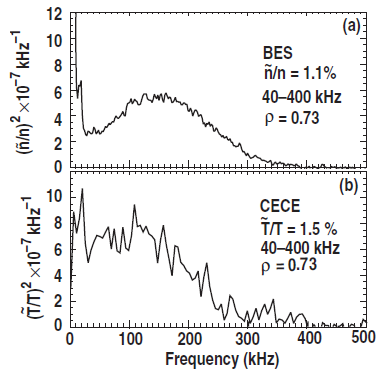 12
10
8
6
4
2
0
(ñ/n)² ×10⁻⁷ kHz⁻¹
(a)
BES
ñ/n = 1.1%
40–400 kHz
ρ = 0.73
10
8
6
4
2
0
(T̃/T)² ×10⁻⁷ kHz⁻¹
(b)
CECE
T̃/T = 1.5 %
40–400 kHz
ρ = 0.73
0 100 200 300 400 500
Frequency (kHz)